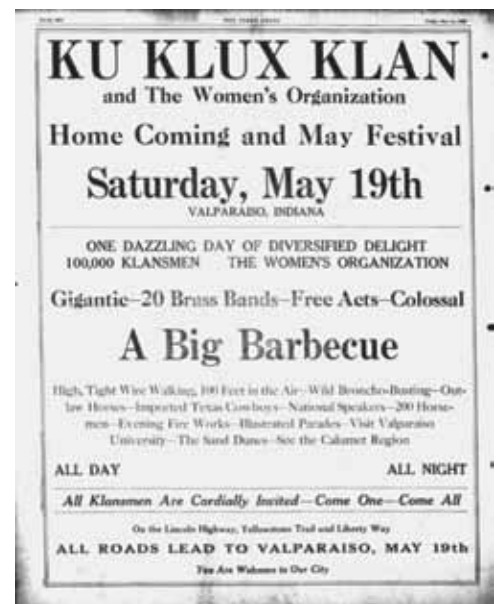 KU KLUX KLAN
and The Women's Organization
Home Coming and May Festival
Saturday, May 19th
VALPARAISO, INDIANA
ONE DAZZLING DAY OF DIVERSIFIED DELIGHT
100,000 KLANSMEN THE WOMEN'S ORGANIZATION
Gigantic—20 Brass Bands—Free Acts—Colossal
A Big Barbecue
High, Tight Wire Walking, 100 Feet in the Air—Wild Broncho-Busting—Out-
law Horses—Imported Texas Cowboys—National Speakers—200 Horse-
men—Evening Fire Works—Illustrated Parades—Visit Valparaiso
University—The Sand Dunes—See the Calumet Region
ALL DAY ALL NIGHT
All Klansmen Are Cordially Invited—Come One—Come All
On the Lincoln Highway, Yellowstone Trail and Liberty Way
ALL ROADS LEAD TO VALPARAISO, MAY 19th
You Are Welcome to Our City